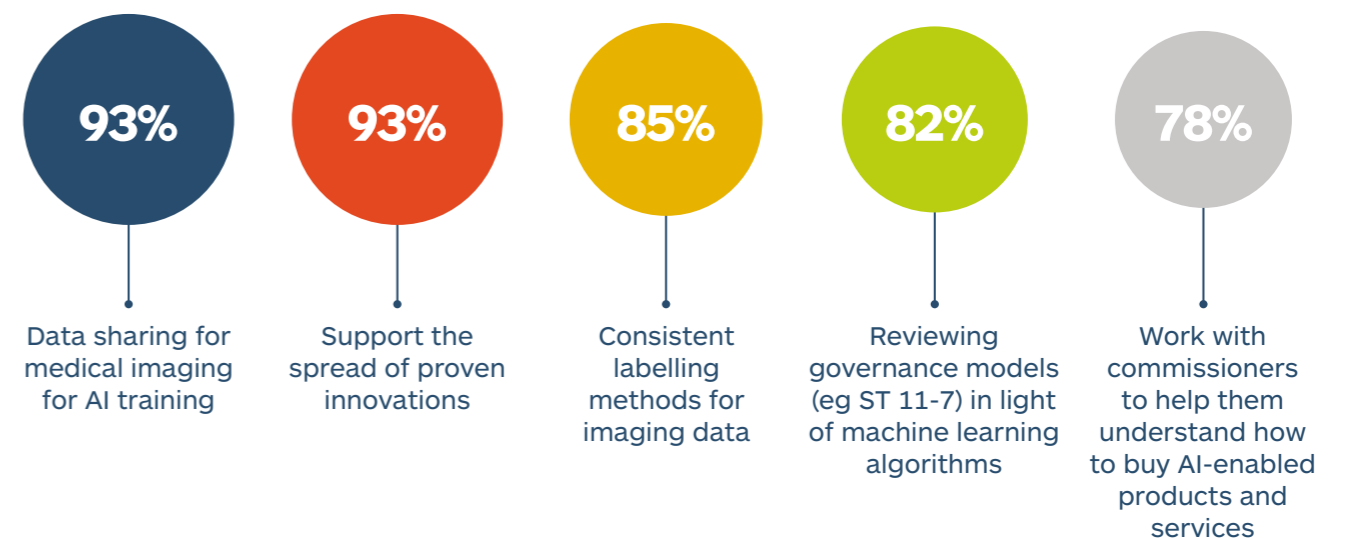 93%
93%
85%
82%
78%
Data sharing for
medical imaging
for AI training
Support the
spread of proven
innovations
Consistent
labelling
methods for
imaging data
Reviewing
governance models
(eg ST 11-7) in light
of machine learning
algorithms
Work with
commissioners
to help them
understand how
to buy AI-enabled
products and
services